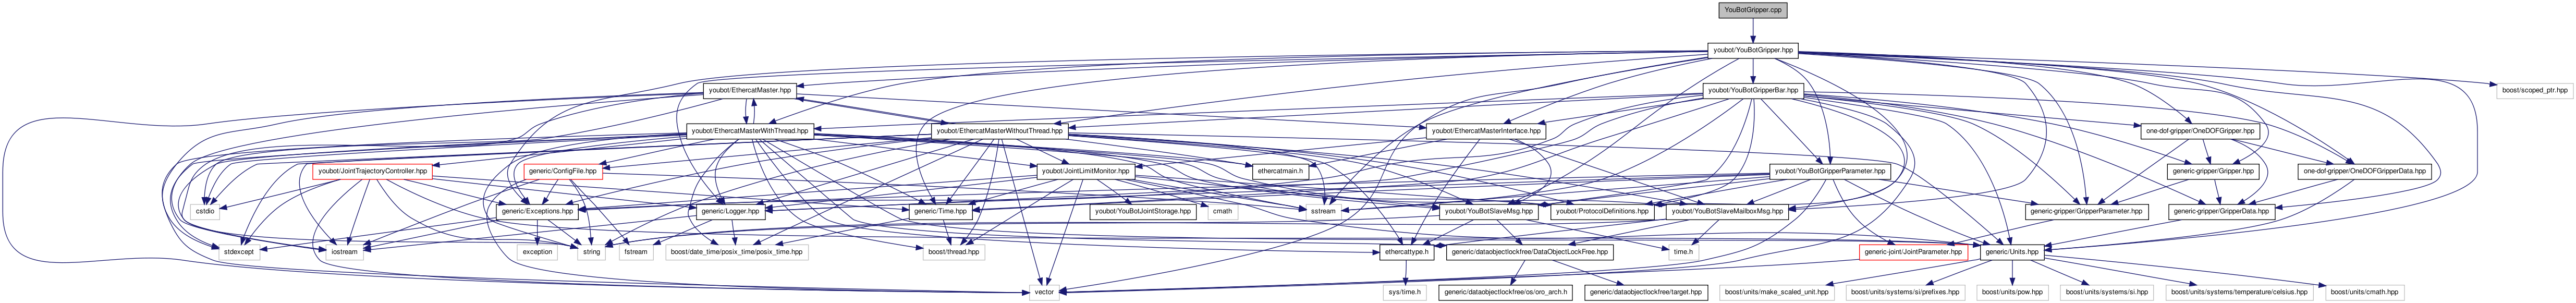 YouBotGripper.cpp
youbot/YouBotGripper.hpp
youbot/EthercatMaster.hpp
youbot/YouBotGripperBar.hpp
boost/scoped_ptr.hpp
youbot/EthercatMasterWithThread.hpp
youbot/EthercatMasterWithoutThread.hpp
youbot/EthercatMasterInterface.hpp
one-dof-gripper/OneDOFGripper.hpp
youbot/JointTrajectoryController.hpp
generic/ConfigFile.hpp
youbot/JointLimitMonitor.hpp
ethercatmain.h
youbot/YouBotGripperParameter.hpp
generic-gripper/Gripper.hpp
one-dof-gripper/OneDOFGripperData.hpp
cstdio
generic/Exceptions.hpp
generic/Logger.hpp
generic/Time.hpp
youbot/YouBotJointStorage.hpp
cmath
sstream
youbot/YouBotSlaveMsg.hpp
youbot/ProtocolDefinitions.hpp
youbot/YouBotSlaveMailboxMsg.hpp
generic-gripper/GripperParameter.hpp
generic-gripper/GripperData.hpp
stdexcept
iostream
exception
string
fstream
boost/date_time/posix_time/posix_time.hpp
boost/thread.hpp
ethercattype.h
generic/dataobjectlockfree/DataObjectLockFree.hpp
time.h
generic-joint/JointParameter.hpp
generic/Units.hpp
vector
sys/time.h
generic/dataobjectlockfree/os/oro_arch.h
generic/dataobjectlockfree/target.hpp
boost/units/make_scaled_unit.hpp
boost/units/systems/si/prefixes.hpp
boost/units/pow.hpp
boost/units/systems/si.hpp
boost/units/systems/temperature/celsius.hpp
boost/units/cmath.hpp